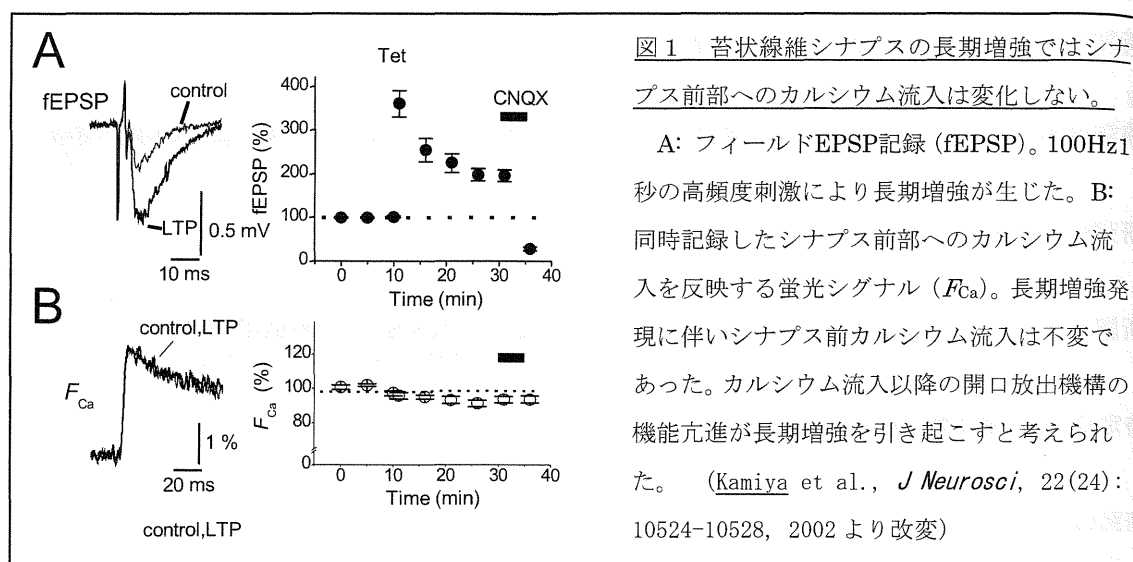 A
fEPSP
control
LTP
0.5 mV
10 ms
Tet
CNQX
fEPSP (%)
400
300
200
100
0
0 10 20 30 40
Time (min)
B
control,LTP
FCa
1 %
20 ms
control,LTP
FCa (%)
120
100
80
0
0 10 20 30 40
Time (min)
図1 苔状線維シナプスの長期増強ではシナ
プス前部へのカルシウム流入は変化しない。
A: フィールドEPSP記録 (fEPSP)。100Hz1
秒の高頻度刺激により長期増強が生じた。B:
同時記録したシナプス前部へのカルシウム流
入を反映する蛍光シグナル (FCa)。長期増強発
現に伴いシナプス前カルシウム流入は不変で
あった。カルシウム流入以降の開口放出機構の
機能亢進が長期増強を引き起こすと考えられ
た。 (Kamiya et al., J Neurosci, 22(24):
10524-10528, 2002 より改変)